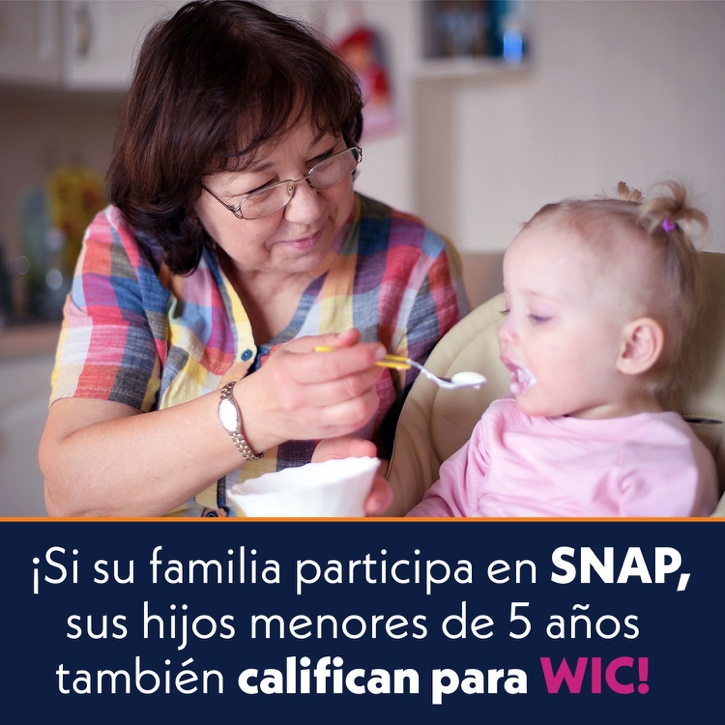 ¡Si su familia participa en SNAP,
sus hijos menores de 5 años
también califican para WIC!